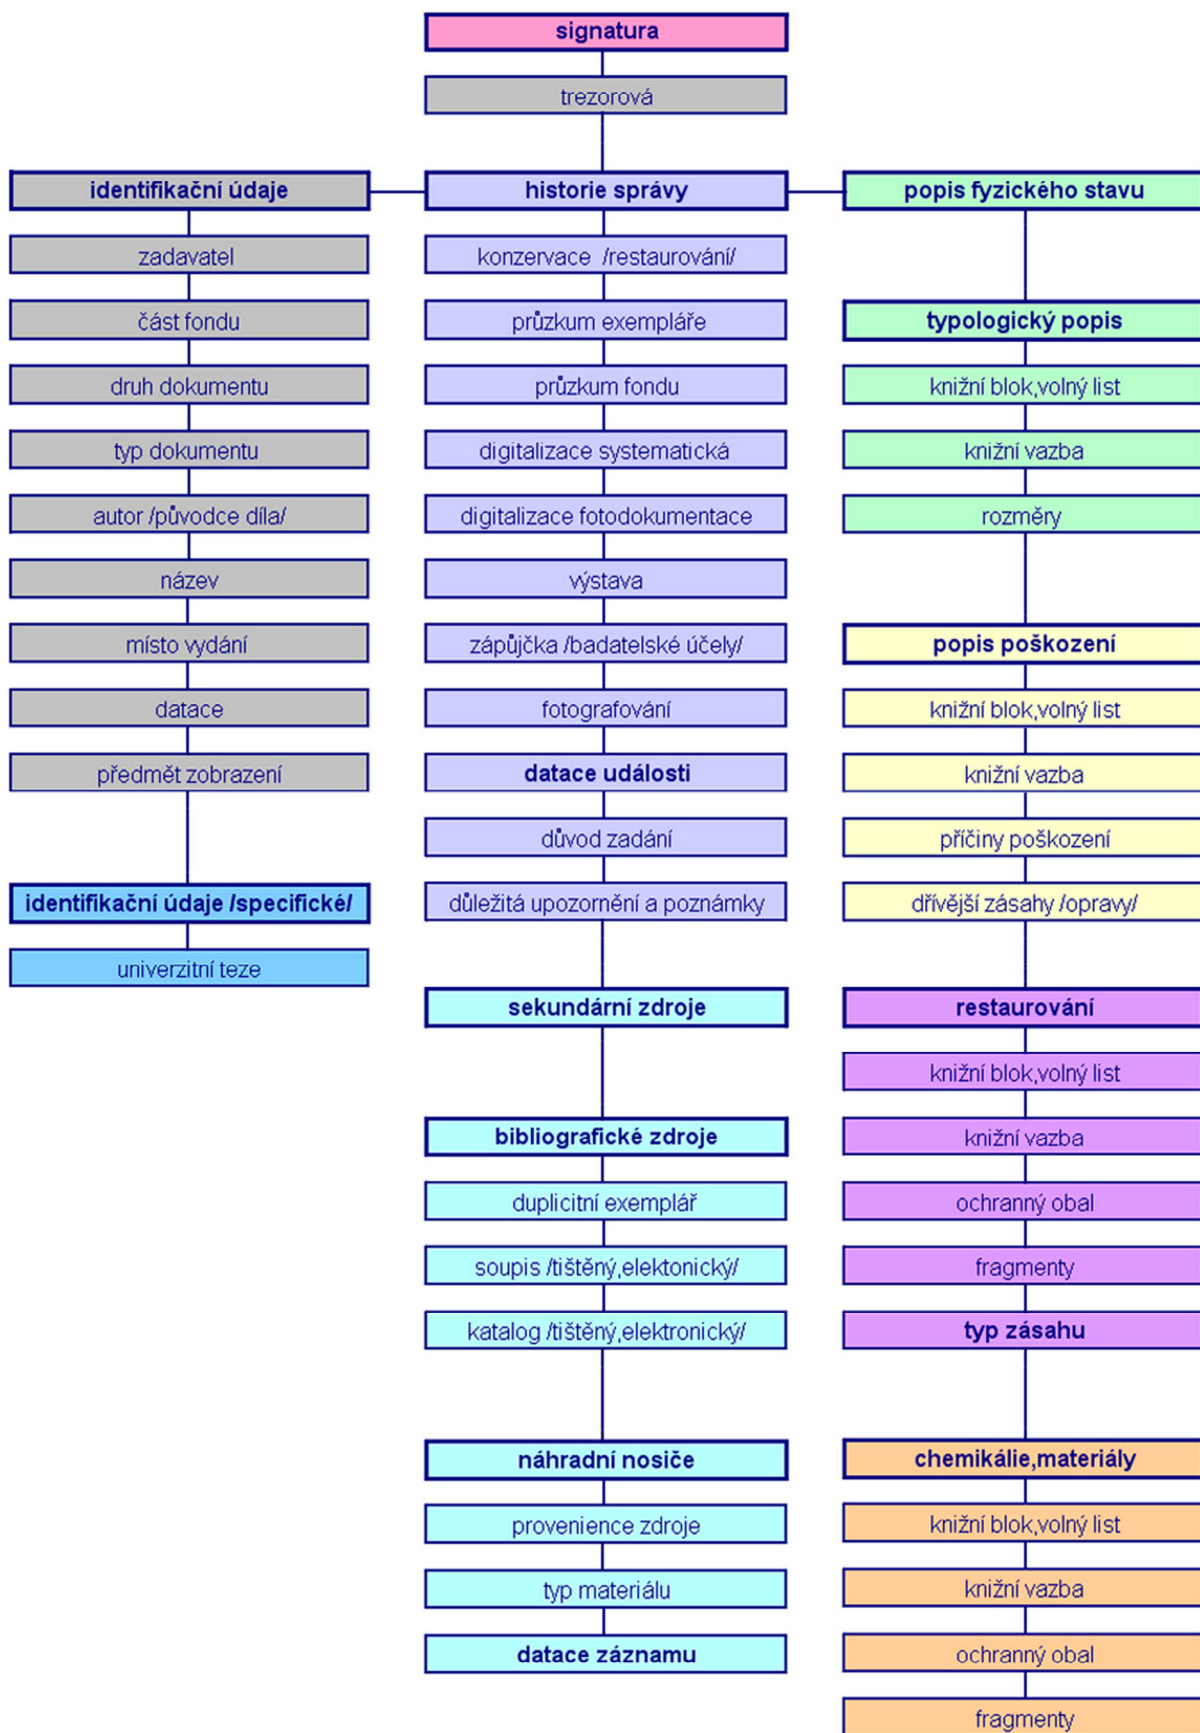 signatura
trezorová
identifikační údaje
zadavatel
část fondu
druh dokumentu
typ dokumentu
autor /původce díla/
název
místo vydání
datace
předmět zobrazení
identifikační údaje /specifické/
univerzitní teze
historie správy
konzervace /restaurování/
průzkum exempláře
průzkum fondu
digitalizace systematická
digitalizace fotodokumentace
výstava
zápůjčka /badatelské účely/
fotografování
datace události
důvod zadání
důležitá upozornění a poznámky
sekundární zdroje
bibliografické zdroje
duplicitní exemplář
soupis /tištěný,elektonický/
katalog /tištěný,elektronický/
náhradní nosiče
provenience zdroje
typ materiálu
datace záznamu
popis fyzického stavu
typologický popis
knižní blok,volný list
knižní vazba
rozměry
popis poškození
knižní blok,volný list
knižní vazba
příčiny poškození
dřívější zásahy /opravy/
restaurování
knižní blok,volný list
knižní vazba
ochranný obal
fragmenty
typ zásahu
chemikálie,materiály
knižní blok,volný list
knižní vazba
ochranný obal
fragmenty